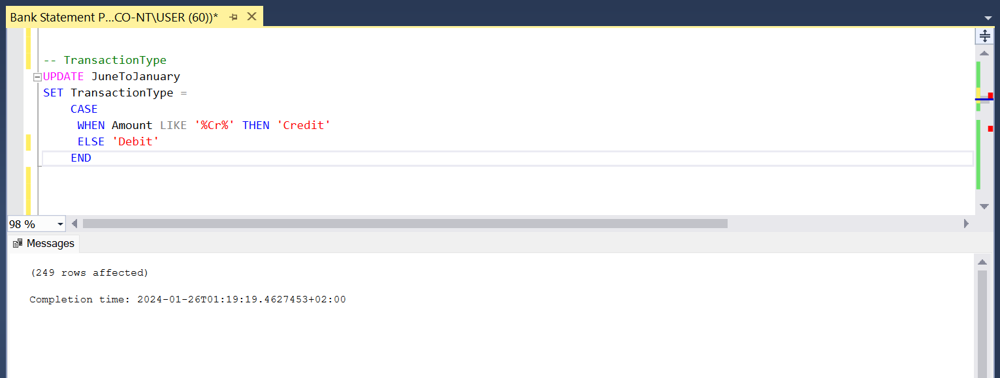 Bank Statement P...CO-NT\USER (60))*
-- TransactionType
UPDATE JuneToJanuary
SET TransactionType =
CASE
WHEN Amount LIKE '%Cr%' THEN 'Credit'
ELSE 'Debit'
END
98 %
Messages
(249 rows affected)
Completion time: 2024-01-26T01:19:19.4627453+02:00